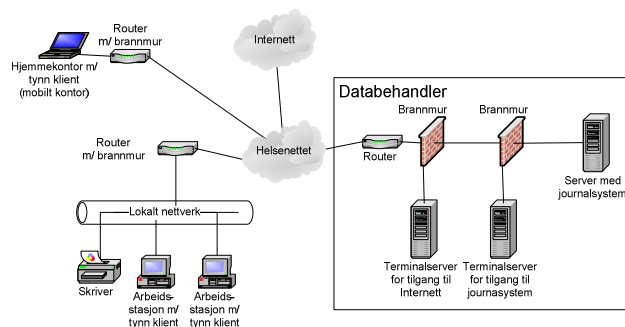 Router
m/ brannmur
Internett
Hjemmekontor m/
tynn klient
(mobilt kontor)
Router
m/ brannmur
Helsenettet
Databehandler
Brannmur
Brannmur
Router
Server med
journalsystem
Lokalt nettverk
Skriver
Arbeids-
stasjon m/
tynn klient
Arbeids-
stasjon m/
tynn klient
Terminalserver
for tilgang til
Internett
Terminalserver
for tilgang til
journasystem